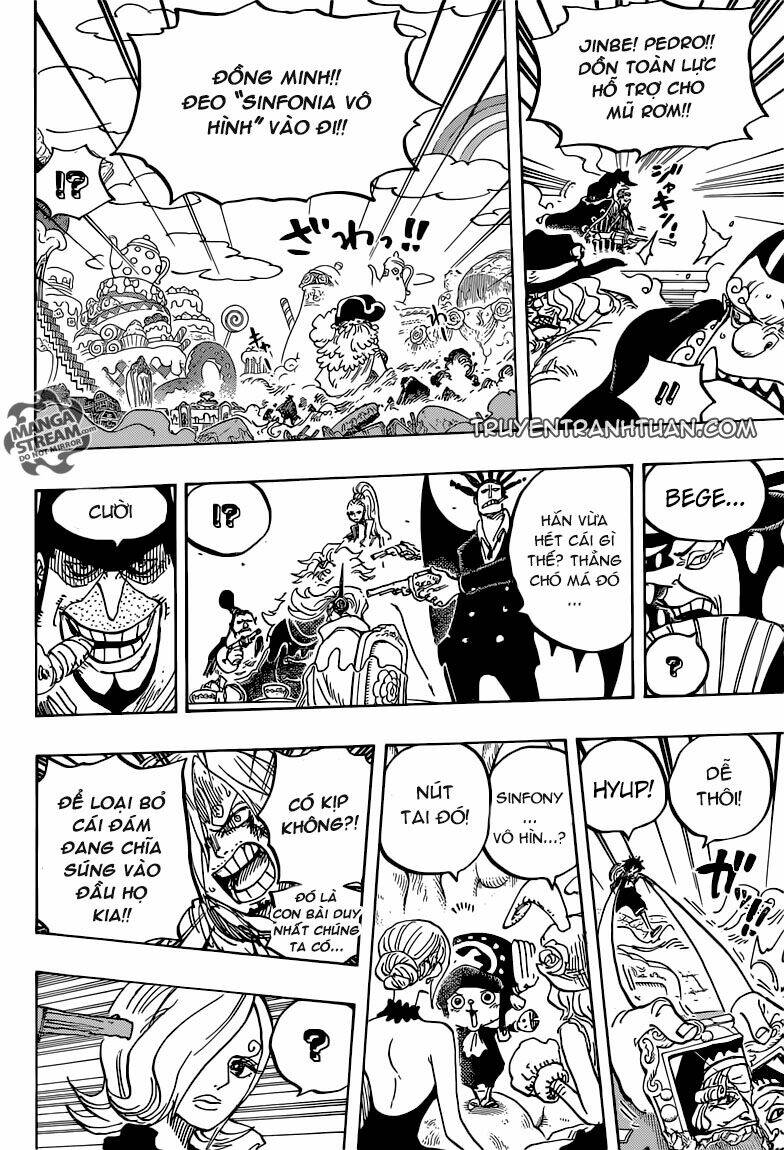 JINBE! PEDRO!!
DỒN TOÀN LỰC
HỖ TRỢ CHO
MŨ RƠM!!
ジャキン!
!!
ĐỒNG MINH!!
ĐEO "SINFONIA VÔ
HÌNH" VÀO ĐI!!
!?
ざわっ!!
MANGA
STREAM.com
DO NOT MIRROR!
TRUYENTRANHTUAN.COM
BEGE...
?
HẮN VỪA
HÉT CÁI GÌ
THẾ? THẰNG
CHÓ MÁ ĐÓ
...
!?
CƯỜI
DỄ
THÔI!
HYUP!
SINFONY
...
VÔ HÌN...?
NÚT
TAI ĐÓ!
CÓ KỊP
KHÔNG?!
ĐÓ LÀ
CON BÀI DUY
NHẤT CHÚNG
TA CÓ...
ĐỂ LOẠI BỎ
CÁI ĐÁM
ĐANG CHĨA
SÚNG VÀO
ĐẦU HỌ
KIA!!
?